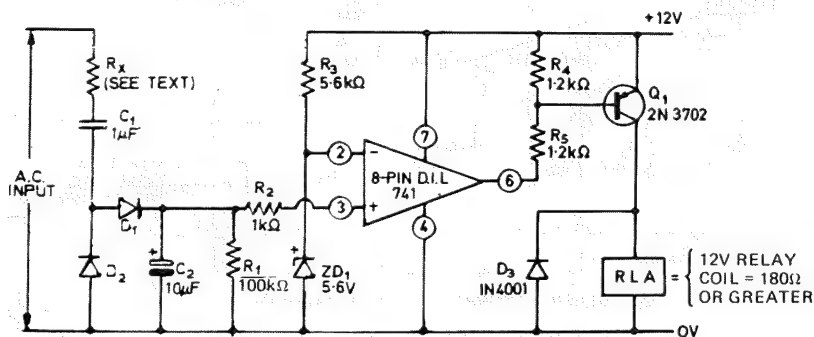 +12V
RX
(SEE TEXT)
C1
1µF
A.C.
INPUT
D1
D2
+
C2
10µF
R1
100kΩ
R2
1kΩ
R3
5·6kΩ
2
-
3
+
8-PIN D.I.L
741
7
4
6
ZD1
5·6V
R4
1·2kΩ
R5
1·2kΩ
Q1
2N 3702
D3
IN4001
RLA
=
12V RELAY
COIL = 180Ω
OR GREATER
0V